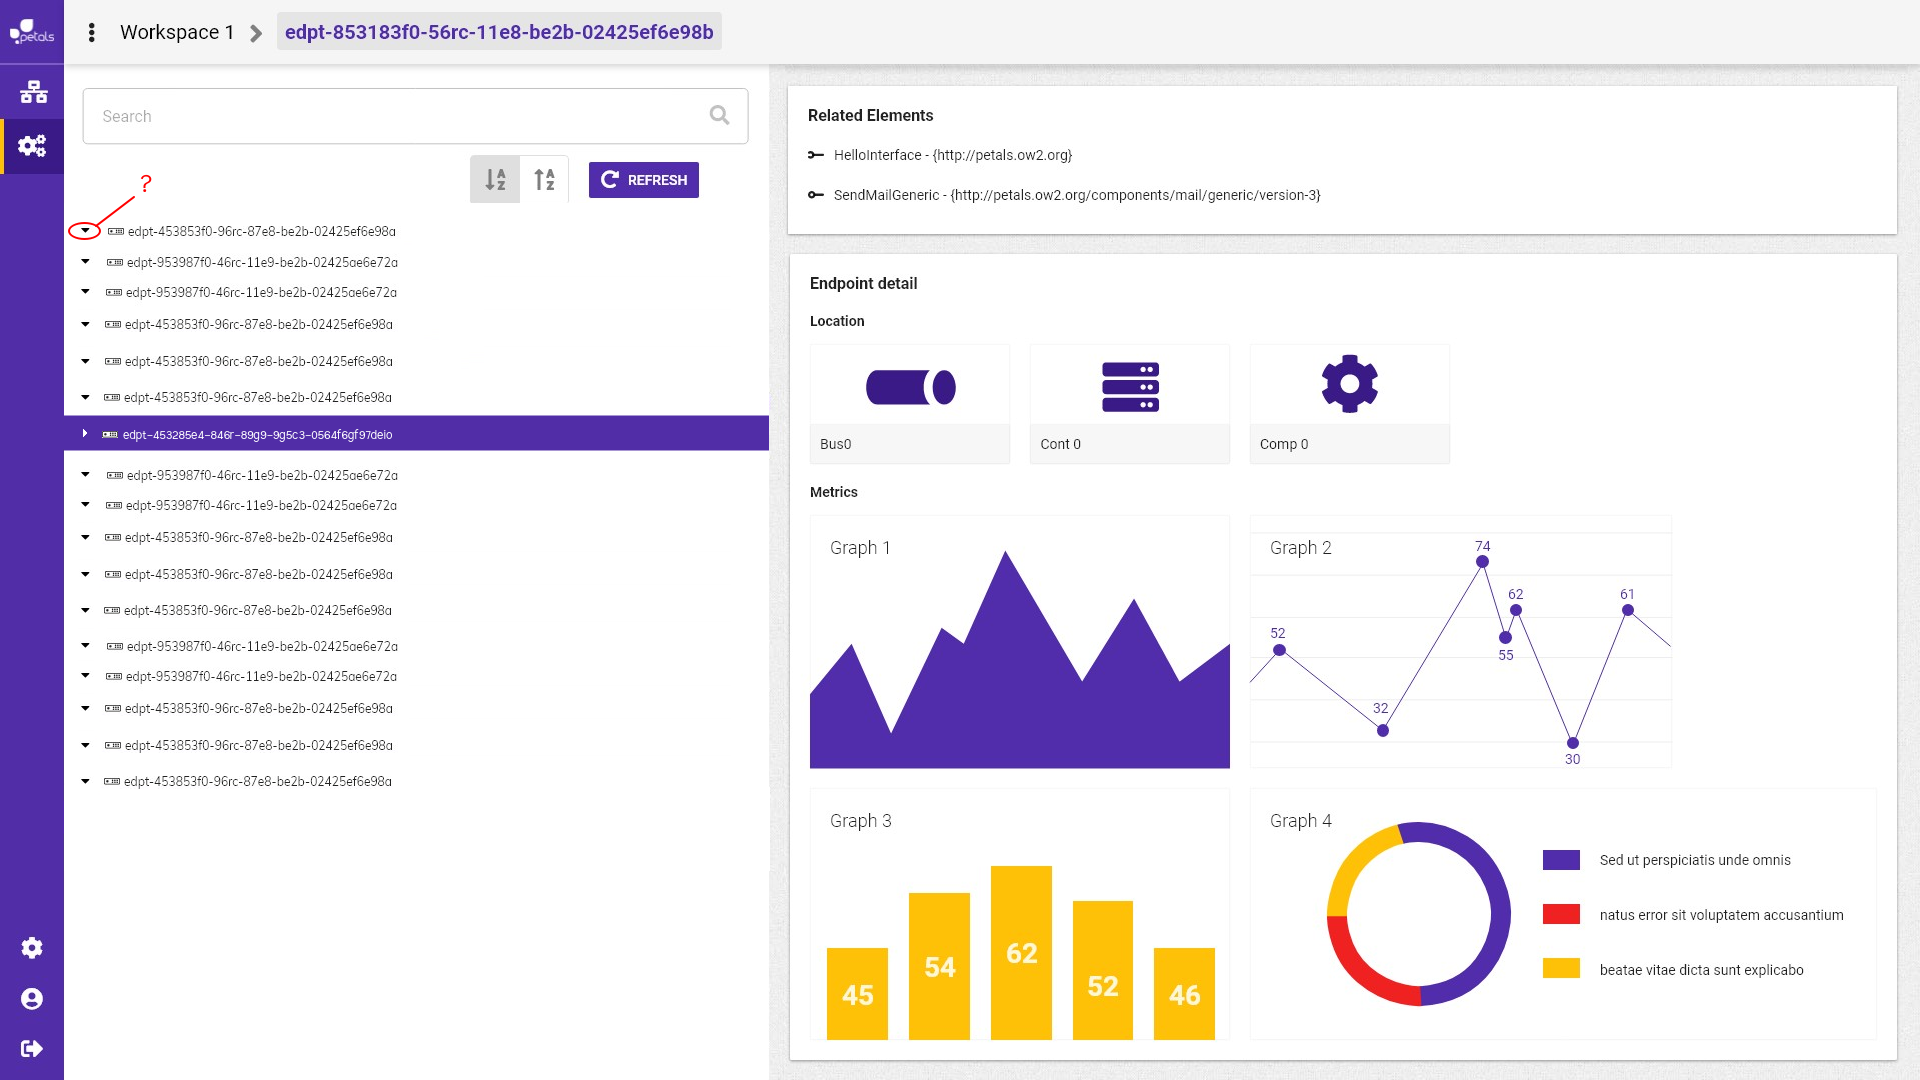 petals
Workspace 1
edpt-853183f0-56rc-11e8-be2b-02425ef6e98b
Search
A
Z
A
Z
REFRESH
?
edpt-453853f0-96rc-87e8-be2b-02425ef6e98a
edpt-953987f0-46rc-11e9-be2b-02425ae6e72a
edpt-953987f0-46rc-11e9-be2b-02425ae6e72a
edpt-453853f0-96rc-87e8-be2b-02425ef6e98a
edpt-453853f0-96rc-87e8-be2b-02425ef6e98a
edpt-453853f0-96rc-87e8-be2b-02425ef6e98a
edpt-453285e4-846r-89g9-9g5c3-0564f6gf97deio
edpt-953987f0-46rc-11e9-be2b-02425ae6e72a
edpt-953987f0-46rc-11e9-be2b-02425ae6e72a
edpt-453853f0-96rc-87e8-be2b-02425ef6e98a
edpt-453853f0-96rc-87e8-be2b-02425ef6e98a
edpt-453853f0-96rc-87e8-be2b-02425ef6e98a
edpt-953987f0-46rc-11e9-be2b-02425ae6e72a
edpt-953987f0-46rc-11e9-be2b-02425ae6e72a
edpt-453853f0-96rc-87e8-be2b-02425ef6e98a
edpt-453853f0-96rc-87e8-be2b-02425ef6e98a
edpt-453853f0-96rc-87e8-be2b-02425ef6e98a
Related Elements
HelloInterface - {http://petals.ow2.org}
SendMailGeneric - {http://petals.ow2.org/components/mail/generic/version-3}
Endpoint detail
Location
Bus0
Cont 0
Comp 0
Metrics
Graph 1
Graph 2
52
32
74
55
62
30
61
Graph 3
45
54
62
52
46
Graph 4
Sed ut perspiciatis unde omnis
natus error sit voluptatem accusantium
beatae vitae dicta sunt explicabo